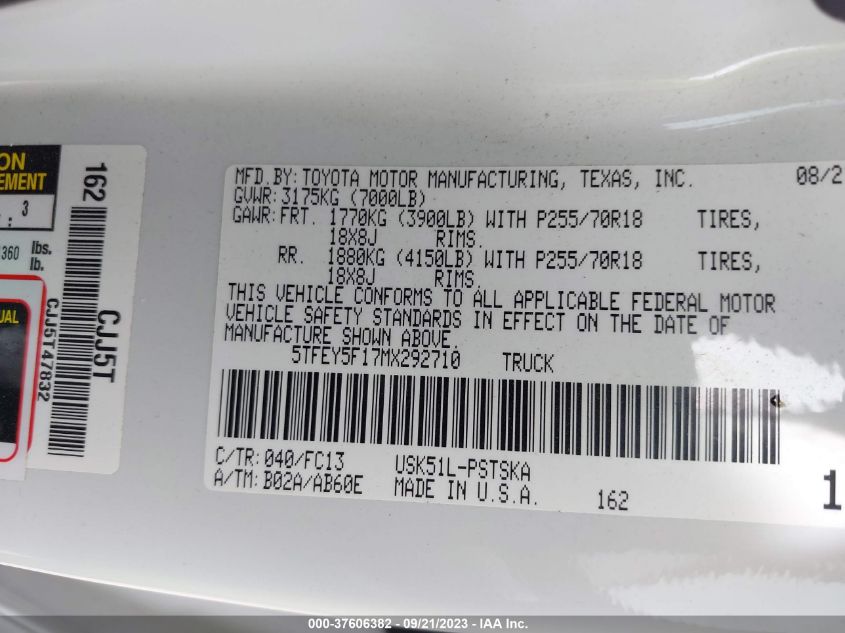 MFD.BY: TOYOTA MOTOR MANUFACTURING, TEXAS, INC. 08/2
GVWR: 3175KG (7000LB)
GAWR: FRT. 1770KG (3900LB) WITH P255/70R18 TIRES,
18X8J RIMS.
RR. 1880KG (4150LB) WITH P255/70R18 TIRES,
18X8J RIMS.
THIS VEHICLE CONFORMS TO ALL APPLICABLE FEDERAL MOTOR
VEHICLE SAFETY STANDARDS IN EFFECT ON THE DATE OF
MANUFACTURE SHOWN ABOVE.
5TFEY5F17MX292710 TRUCK
C/TR: 040/FC13 USK51L-PSTSKA
A/TM: B02A/AB60E MADE IN U.S.A. 162
1
162
CJJ5T
CJJ5T47832
ON
EMENT
: 3
360 lbs.
lb.
UAL
000-37606382 - 09/21/2023 - IAA Inc.